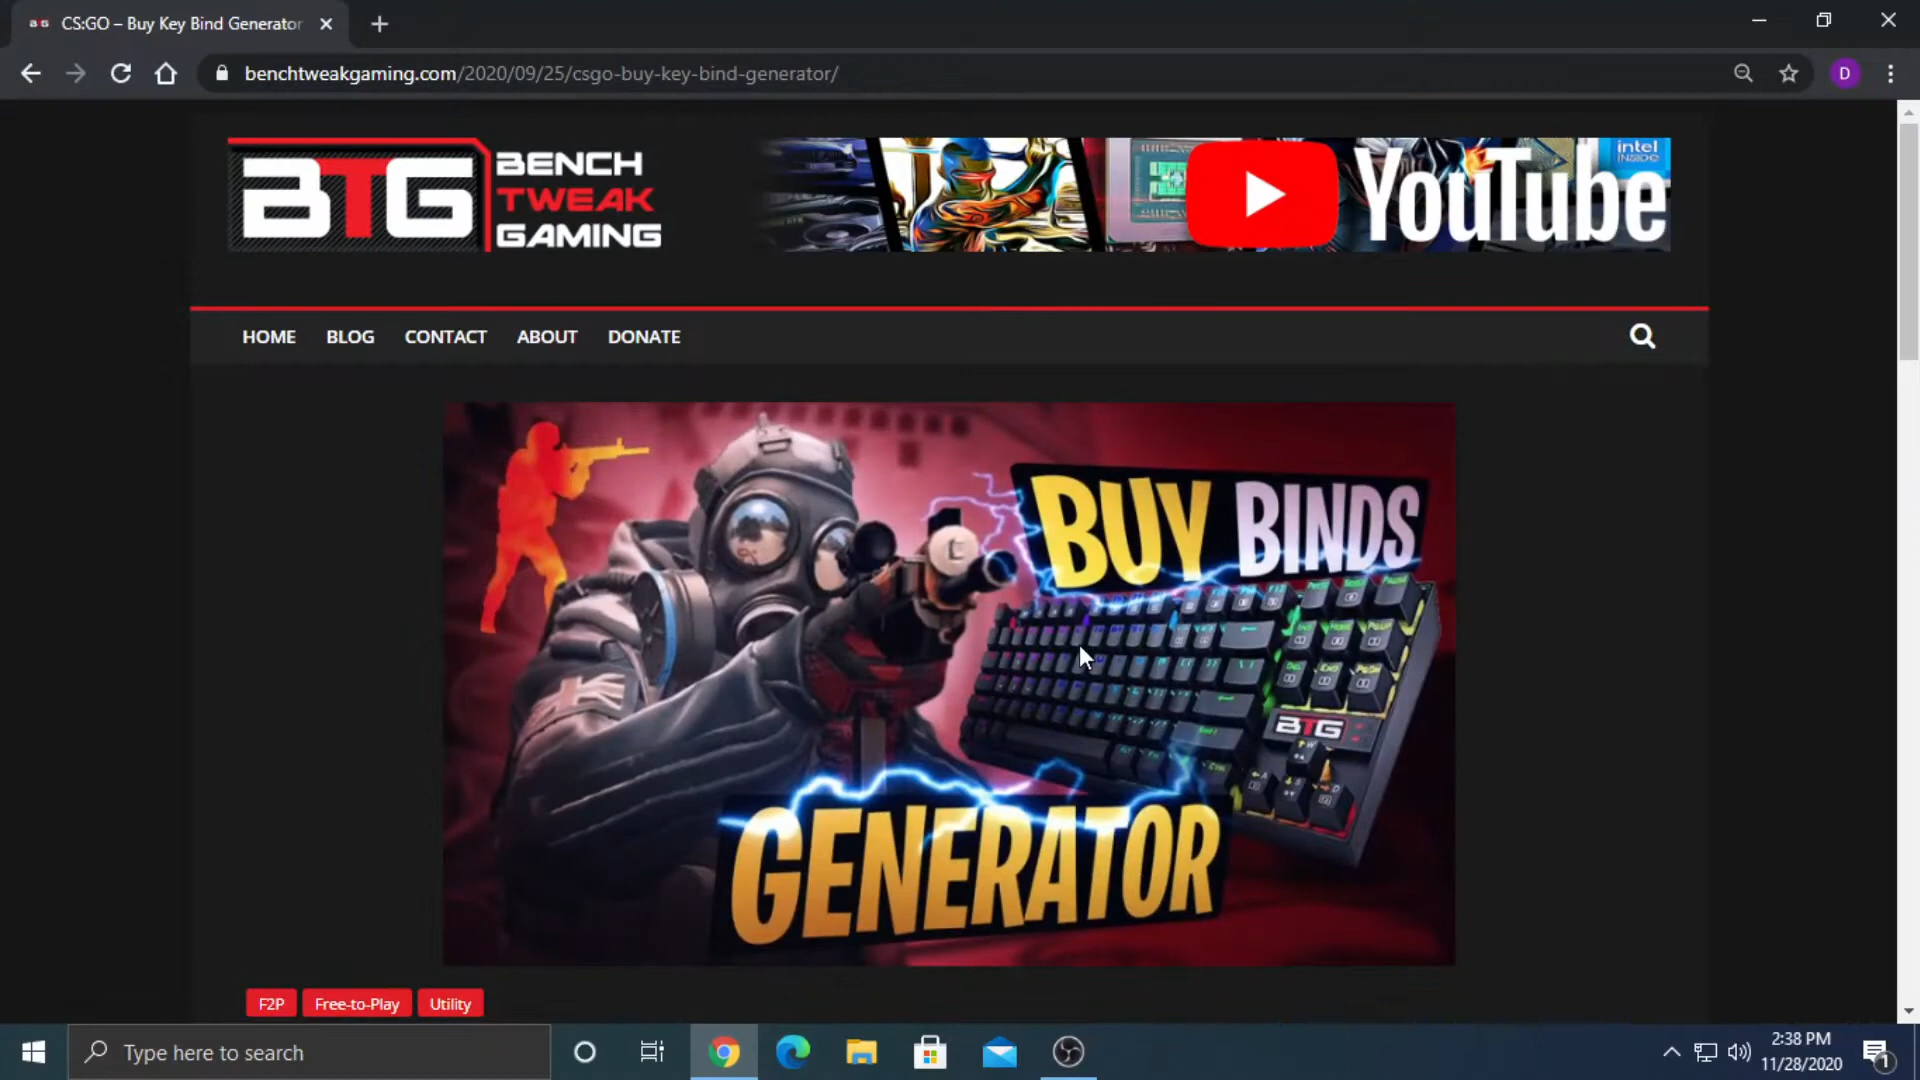 CS:GO – Buy Key Bind Generator
benchtweakgaming.com/2020/09/25/csgo-buy-key-bind-generator/
D
BTG
BENCH
TWEAK
GAMING
intel
INSIDE
YouTube
HOME
BLOG
CONTACT
ABOUT
DONATE
BUY BINDS
BTG
GENERATOR
F2P
Free-to-Play
Utility
Type here to search
2:38 PM
11/28/2020
1